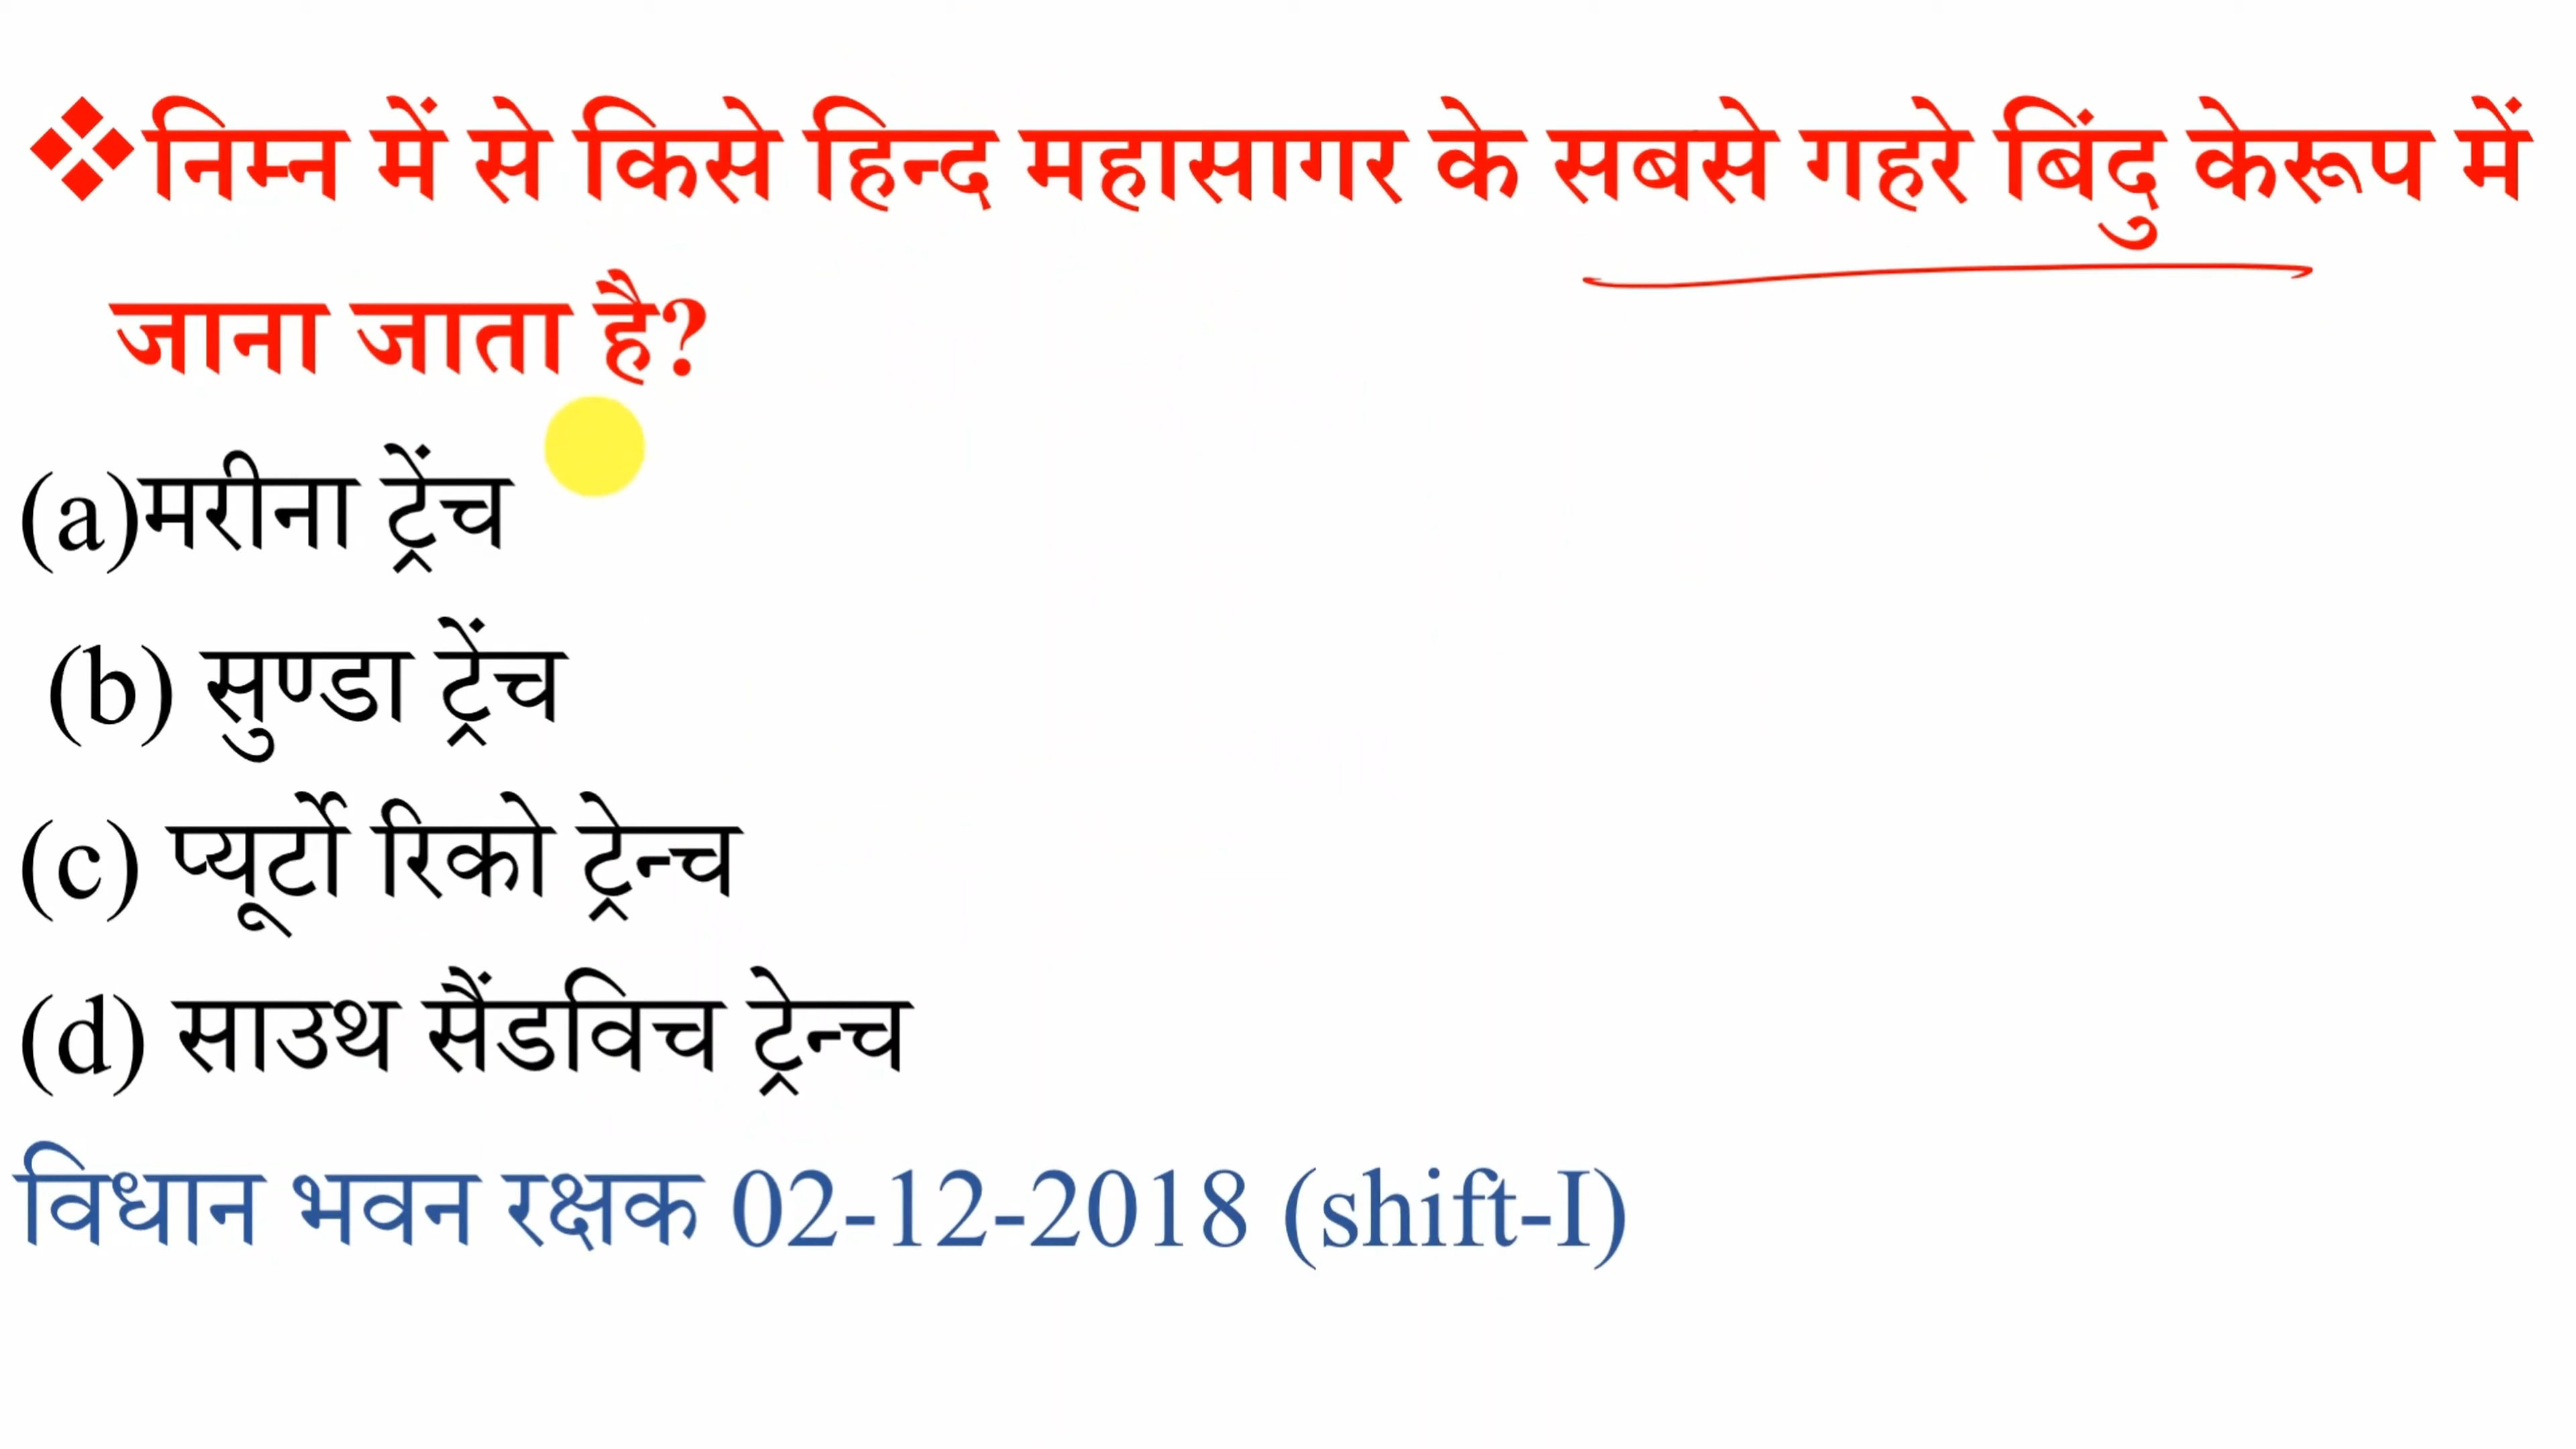 ❖निम्न में से किसे हिन्द महासागर के सबसे गहरे बिंदु केरूप में
जाना जाता है?
(a)मरीना ट्रेंच
(b) सुण्डा ट्रेंच
(c) प्यूर्टो रिको ट्रेन्च
(d) साउथ सैंडविच ट्रेन्च
विधान भवन रक्षक 02-12-2018 (shift-I)